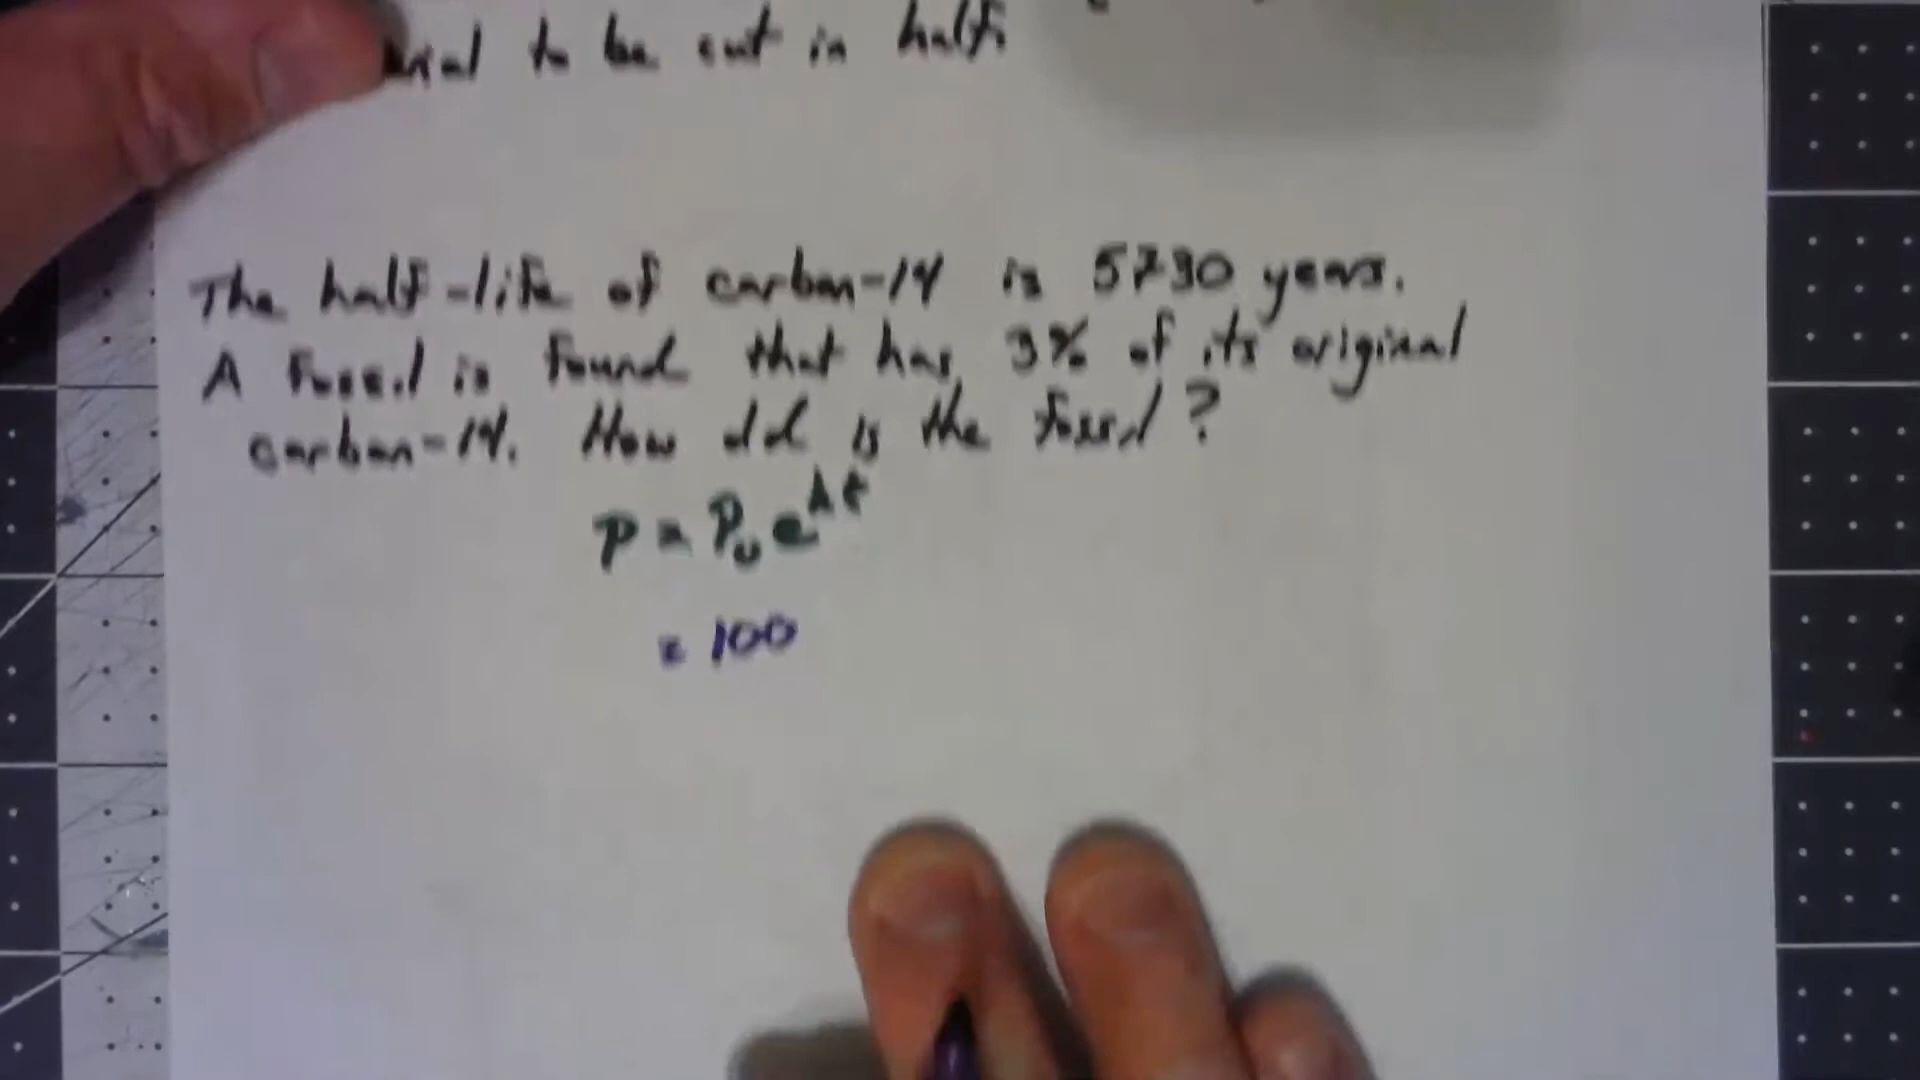 to be cut in half.
The half-life of carbon-14 is 5730 years.
A fossil is found that has 3% of its original
carbon-14. How old is the fossil?
P = P₀e^kt
= 100